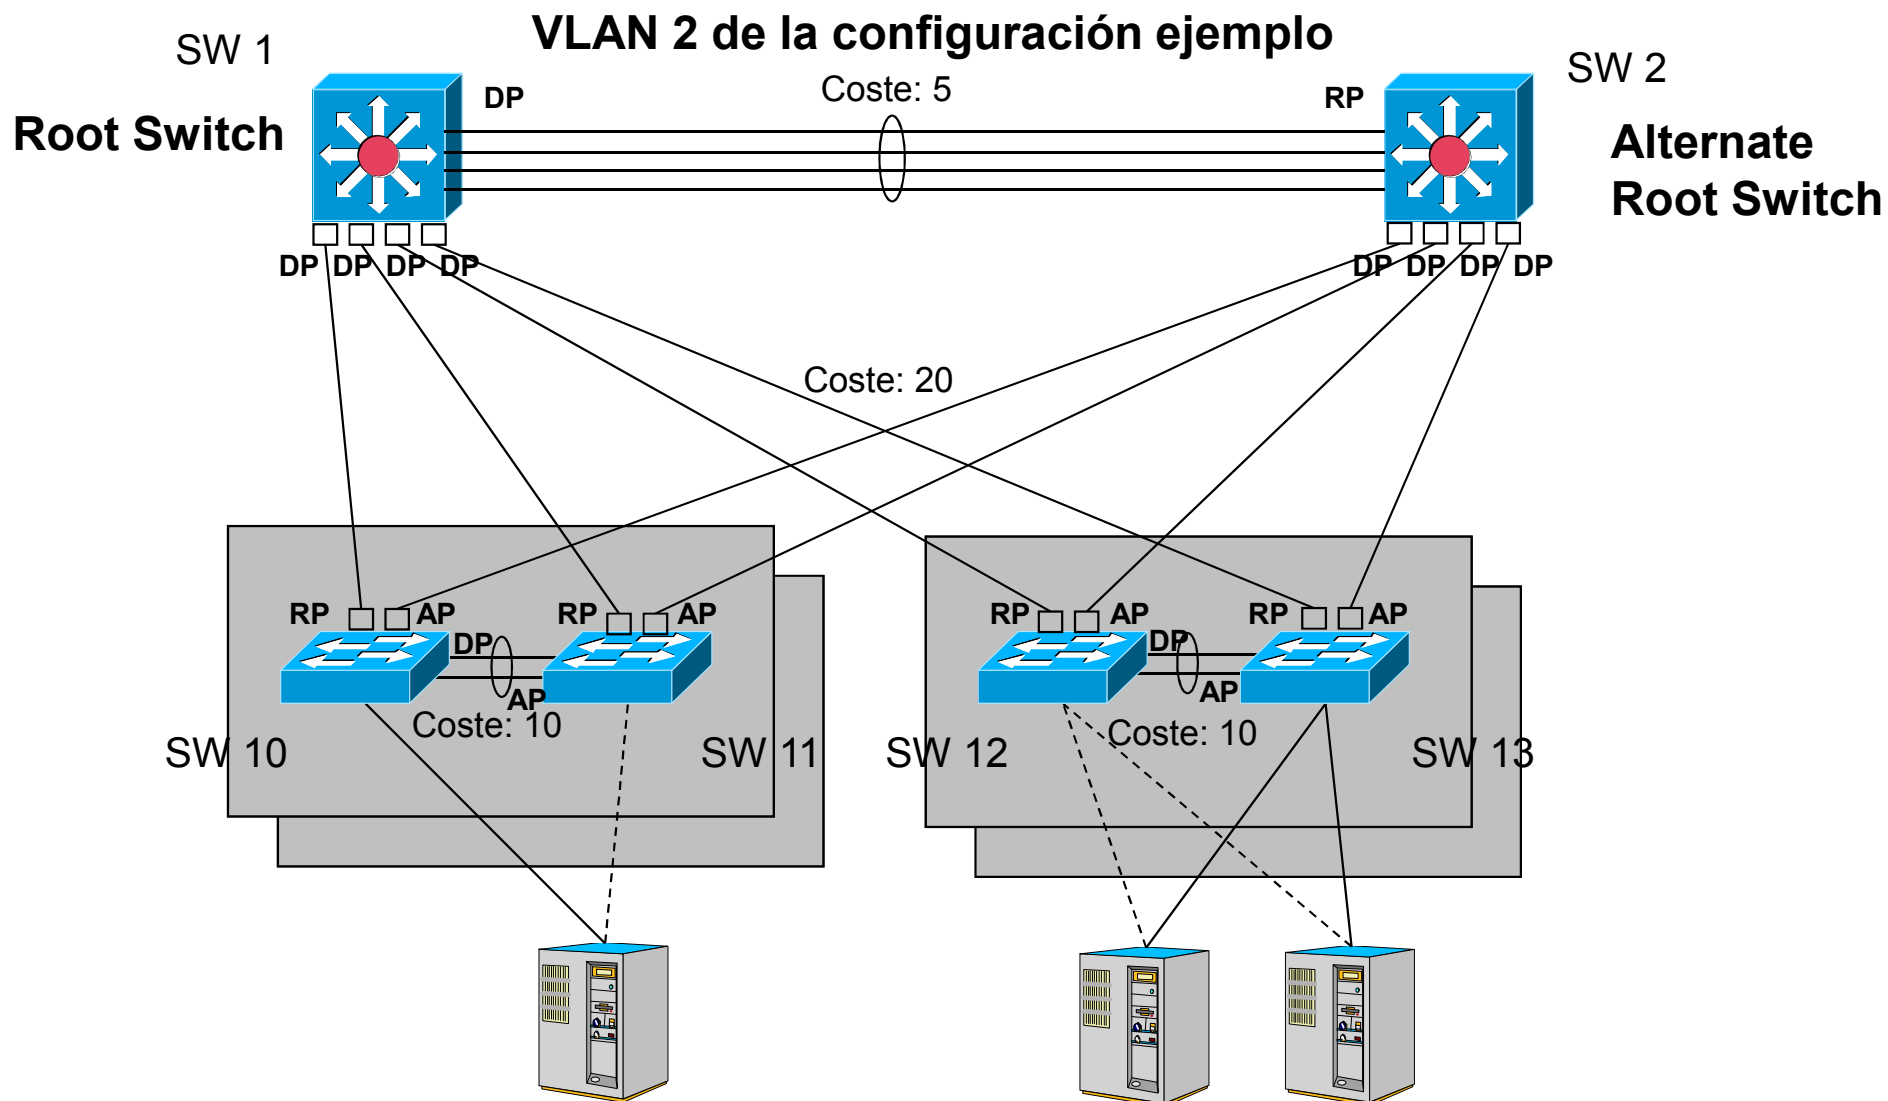 VLAN 2 de la configuración ejemplo
SW 1
SW 2
Coste: 5
DP
RP
Root Switch
Alternate
Root Switch
DP DP DP DP
DP DP DP DP
Coste: 20
RP
AP
RP
AP
RP
AP
RP
AP
DP
DP
AP
AP
Coste: 10
Coste: 10
SW 10
SW 11
SW 12
SW 13